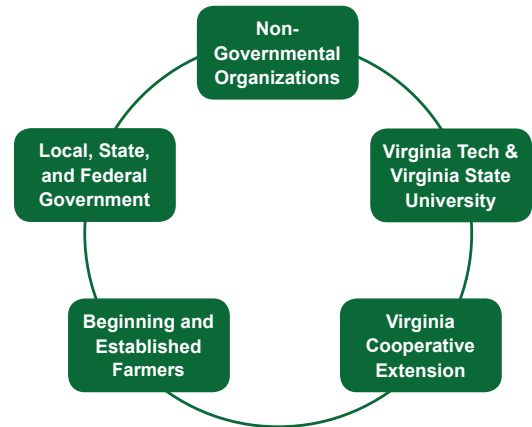 Non-
Governmental
Organizations
Local, State,
and Federal
Government
Virginia Tech &
Virginia State
University
Beginning and
Established
Farmers
Virginia
Cooperative
Extension